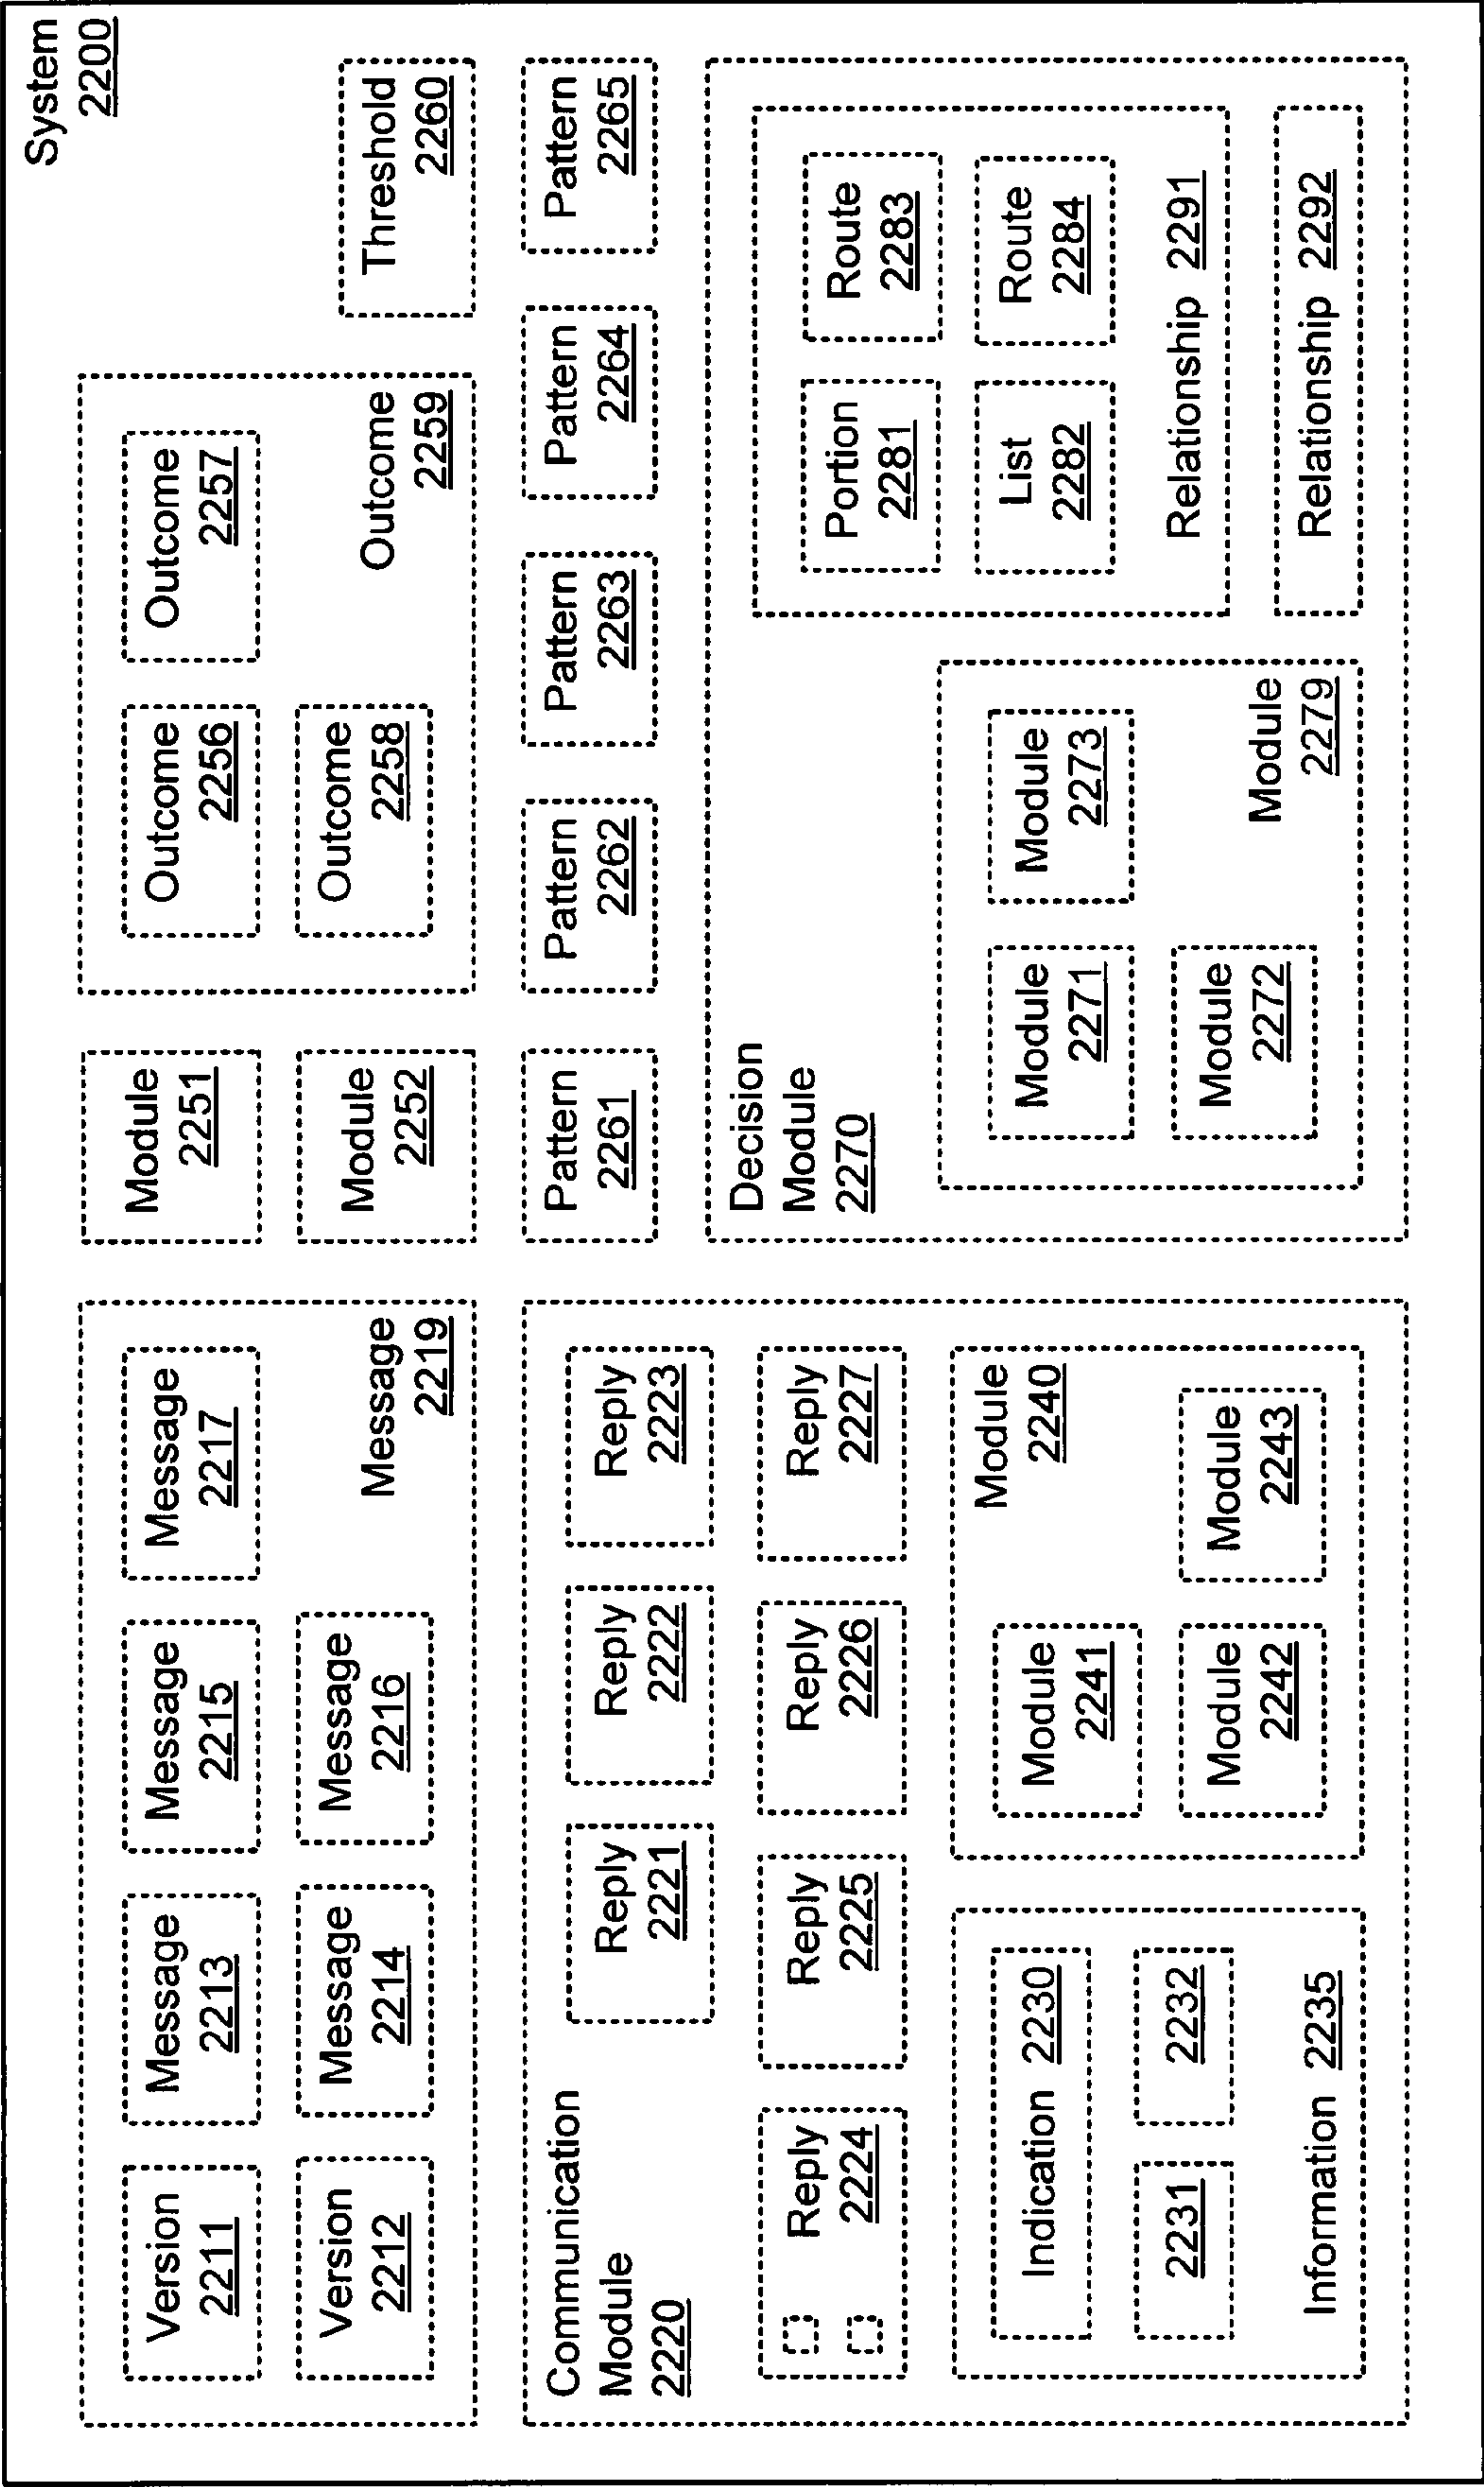 System
2200
Version
2211
Message
2213
Message
2215
Message
2217
Version
2212
Message
2214
Message
2216
Message
2219
Module
2251
Module
2252
Outcome
2256
Outcome
2257
Outcome
2258
Outcome
2259
Threshold
2260
Pattern
2261
Pattern
2262
Pattern
2263
Pattern
2264
Pattern
2265
Communication
Module
2220
Reply
2221
Reply
2222
Reply
2223
Reply
2224
Reply
2225
Reply
2226
Reply
2227
Indication 2230
2231
2232
Information 2235
Module
2240
Module
2241
Module
2242
Module
2243
Decision
Module
2270
Module
2271
Module
2273
Module
2272
Module
2279
Portion
2281
Route
2283
List
2282
Route
2284
Relationship 2291
Relationship 2292